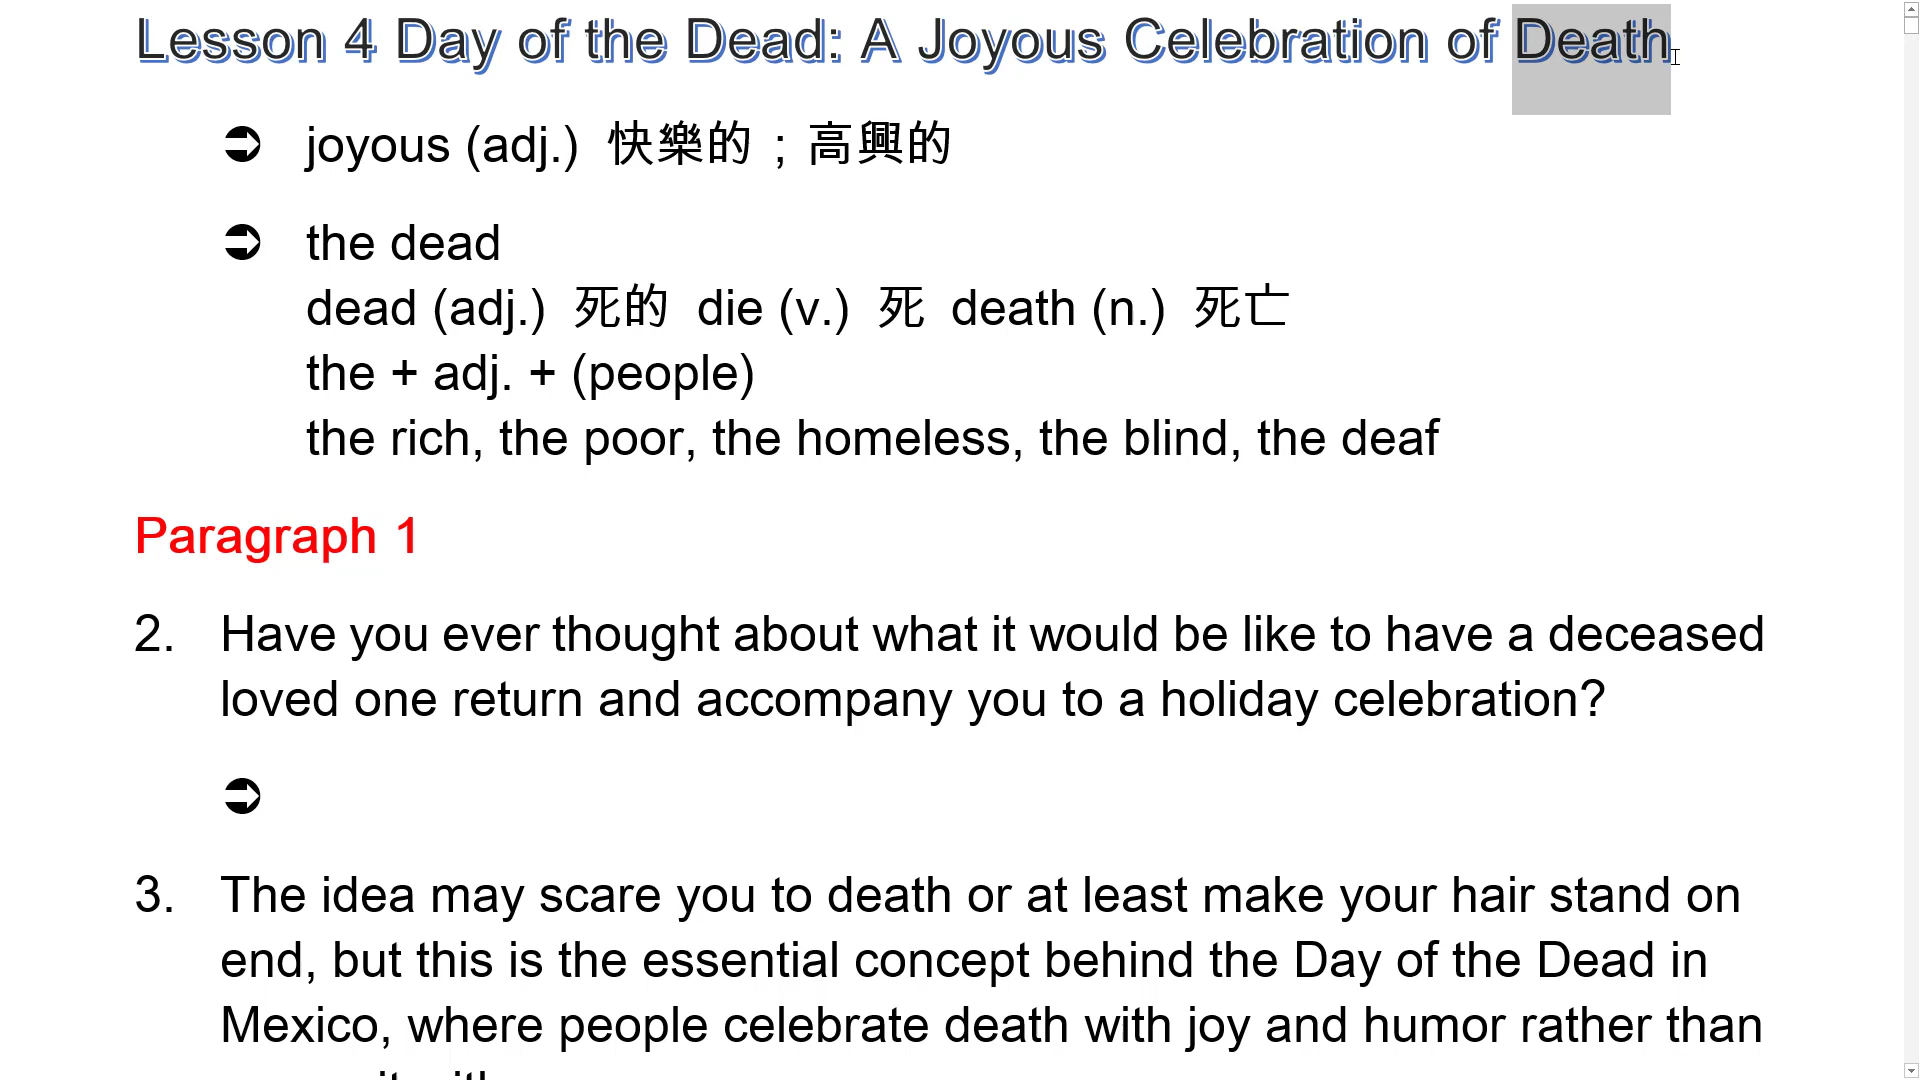 Lesson 4 Day of the Dead: A Joyous Celebration of Death
joyous (adj.) 快樂的；高興的
the dead
dead (adj.) 死的 die (v.) 死 death (n.) 死亡
the + adj. + (people)
the rich, the poor, the homeless, the blind, the deaf
Paragraph 1
2. Have you ever thought about what it would be like to have a deceased
loved one return and accompany you to a holiday celebration?
3. The idea may scare you to death or at least make your hair stand on
end, but this is the essential concept behind the Day of the Dead in
Mexico, where people celebrate death with joy and humor rather than